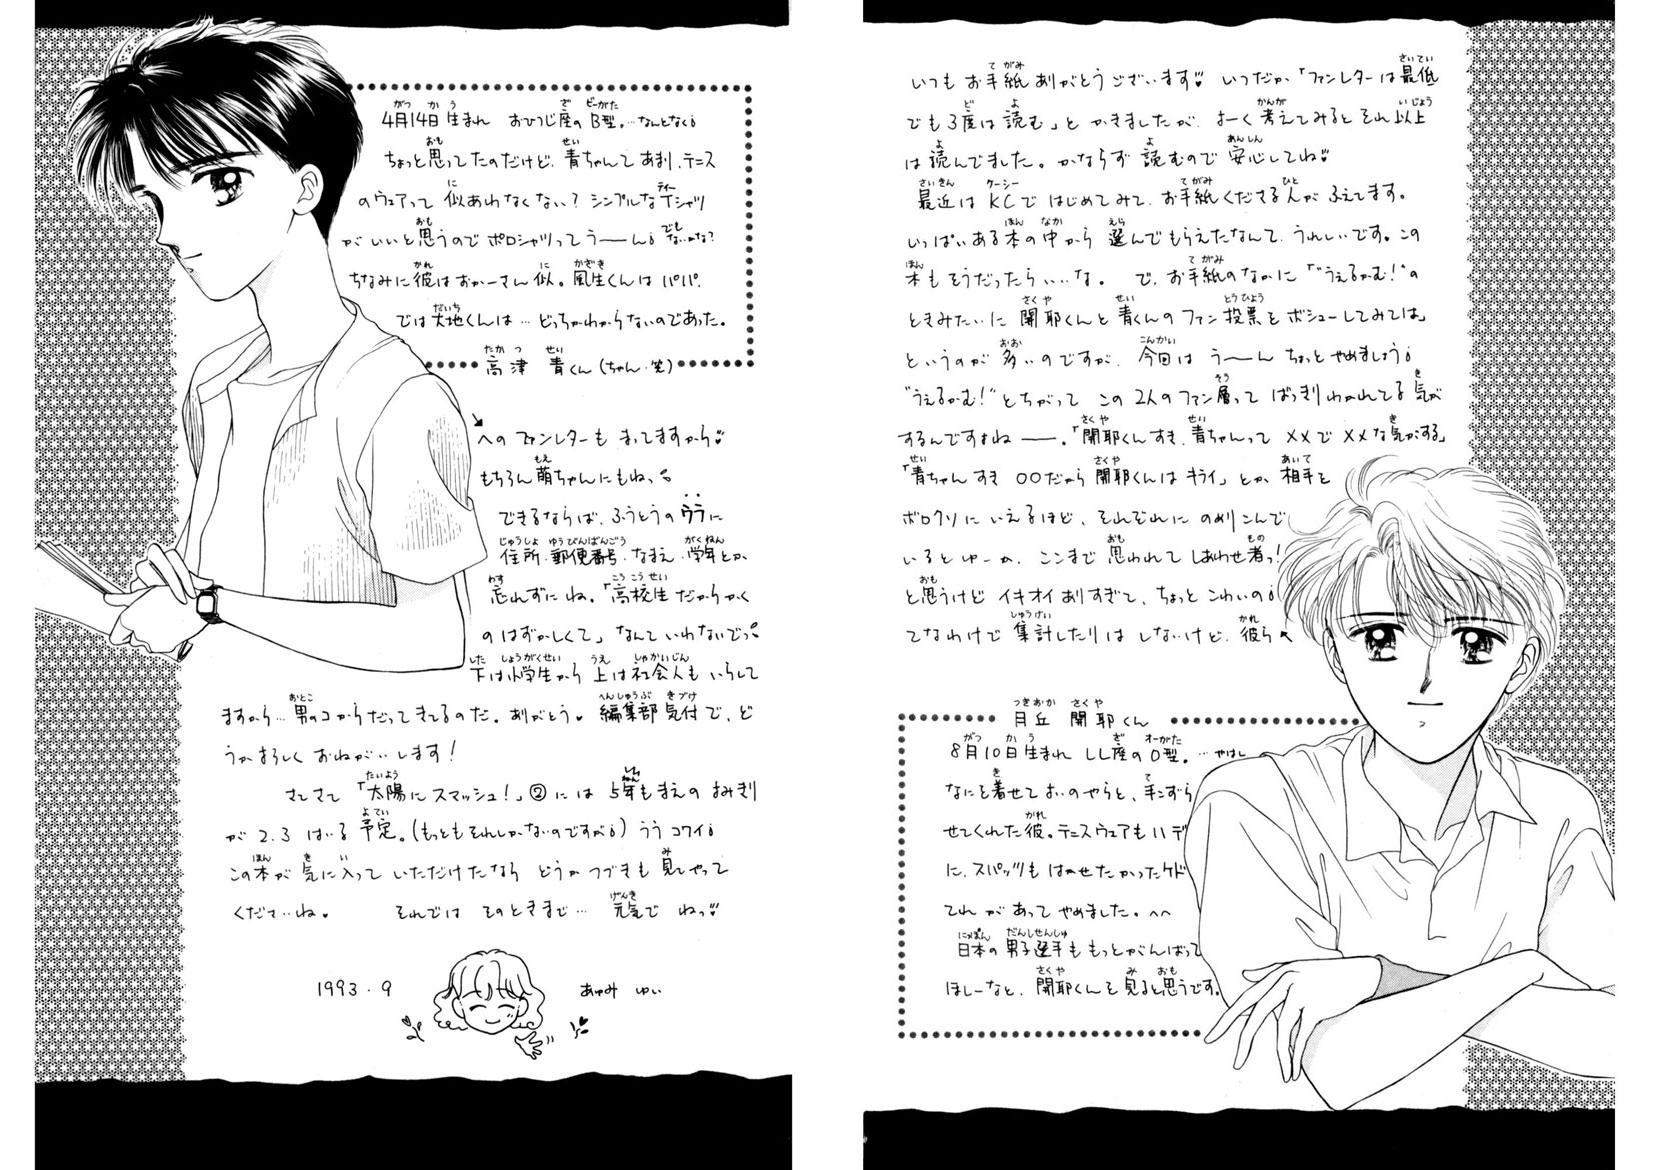 いつもお手紙ありがとうございます♡ いつだか「ファンレターは最低
でも3度は読む」とかきましたが、よーく考えてみるとそれ以上
は読んでました。かならず読むので安心してね♡
最近はKCではじめてみて、お手紙くださる人がふえてます。
いっぱいある本の中から選んでもらえたなんて、うれしいです。この
本もそうだったらいいな。 で、お手紙のなかに「"うぇるかむ!"の
ときみたいに開耶くんと青くんのファン投票をボシューしてみては」
というのが多いのですが、今回はうーーん ちょっとやめましょう
"うぇるかむ!"とちがって この2人のファン層って ばっきりわかれてる気が
するんですよね――。「開耶くんすき、青ちゃんって××で××な気がする」
「青ちゃんすき ○○だから開耶くんはキライ」とか、相手を
ボロクソにいえるほど、それぞれにのめりこんで
いるとゆーか、ここまで思われてしあわせ者っ!
と思うけど イキオイありすぎて、ちょっとこわいの
てなわけで集計したりはしないけど、彼ら
月丘 開耶くん
8月10日生まれ しし座のO型。…やはし
なにを着せてよいのやらと、手こずら
せてくれた彼。テニスウェアもハデ
に、スパッツもはかせたかったケド
てれがあってやめました。へへ
日本の男子選手ももっとがんばって
ほしーなと、開耶くんを見ると思うです。
4月14日生まれ おひつじ座のB型。…なんとなく
ちょっと思ってたのだけど、青ちゃんてあまり、テニス
のウェアって似あわなくない? シンプルなTシャツ
がいいと思うのでポロシャツってうーーん でもないかな?
ちなみに彼はおかーさん似。風生くんはパパ。
では大地くんは…どっちかわからないのであった。
高津 青くん(ちゃん・笑)
へのファンレターもまってますから♡
もちろん萌ちゃんにもねっ
できるならば、ふうとうのウラに
住所・郵便番号・なまえ・学年とか、
忘れずにね。「高校生だからかく
のはずかしくて」なんていわないでっ
下は小学生から上は社会人もいらして
ますから…男のコからだってきてるのだ。ありがとう♥ 編集部気付で、ど
うかよろしくおねがいします!
さてさて「太陽にスマッシュ!」②には5年もまえのよみきり
が2.3はいる予定。(もっともそれしかないのですが)うう コワイ
この本が気に入っていただけたなら どうかつづきも見てやって
くださいね♥ それではそのときまで… 元気でねっ♡
1993・9
あゆみ ゆい